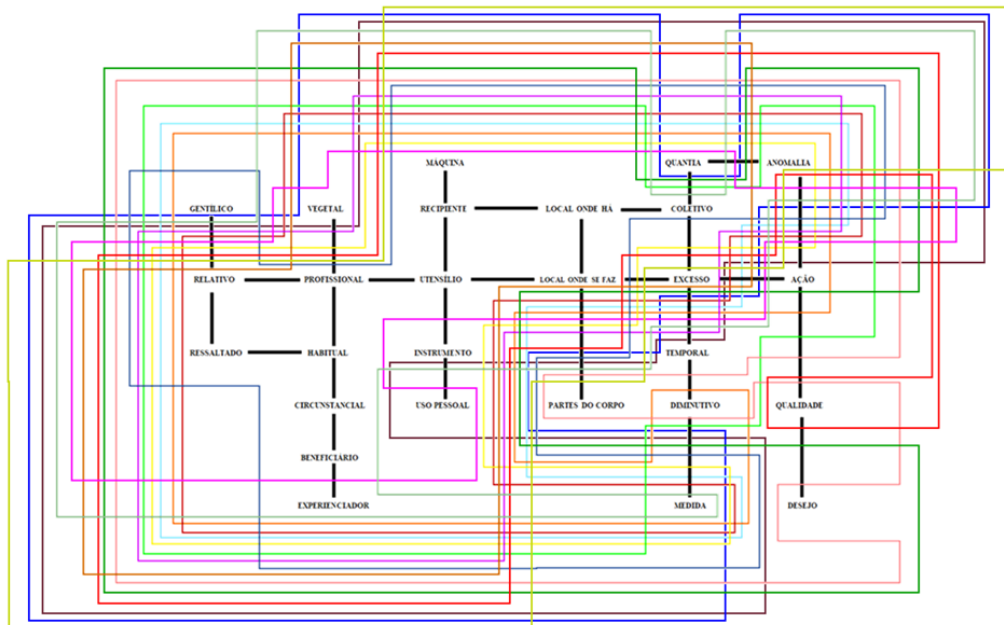 MÁQUINA QUANTIA ANOMALIA
GENTÍLICO VEGETAL RECIPIENTE LOCAL ONDE HÁ COLETIVO
RELATIVO PROFISSIONAL UTENSÍLIO LOCAL ONDE SE FAZ EXCESSO AÇÃO
RESSALTADO HABITUAL INSTRUMENTO TEMPORAL
CIRCUNSTANCIAL USO PESSOAL PARTES DO CORPO DIMINUTIVO QUALIDADE
BENEFICIÁRIO
EXPERIENCIADOR MEDIDA DESEJO